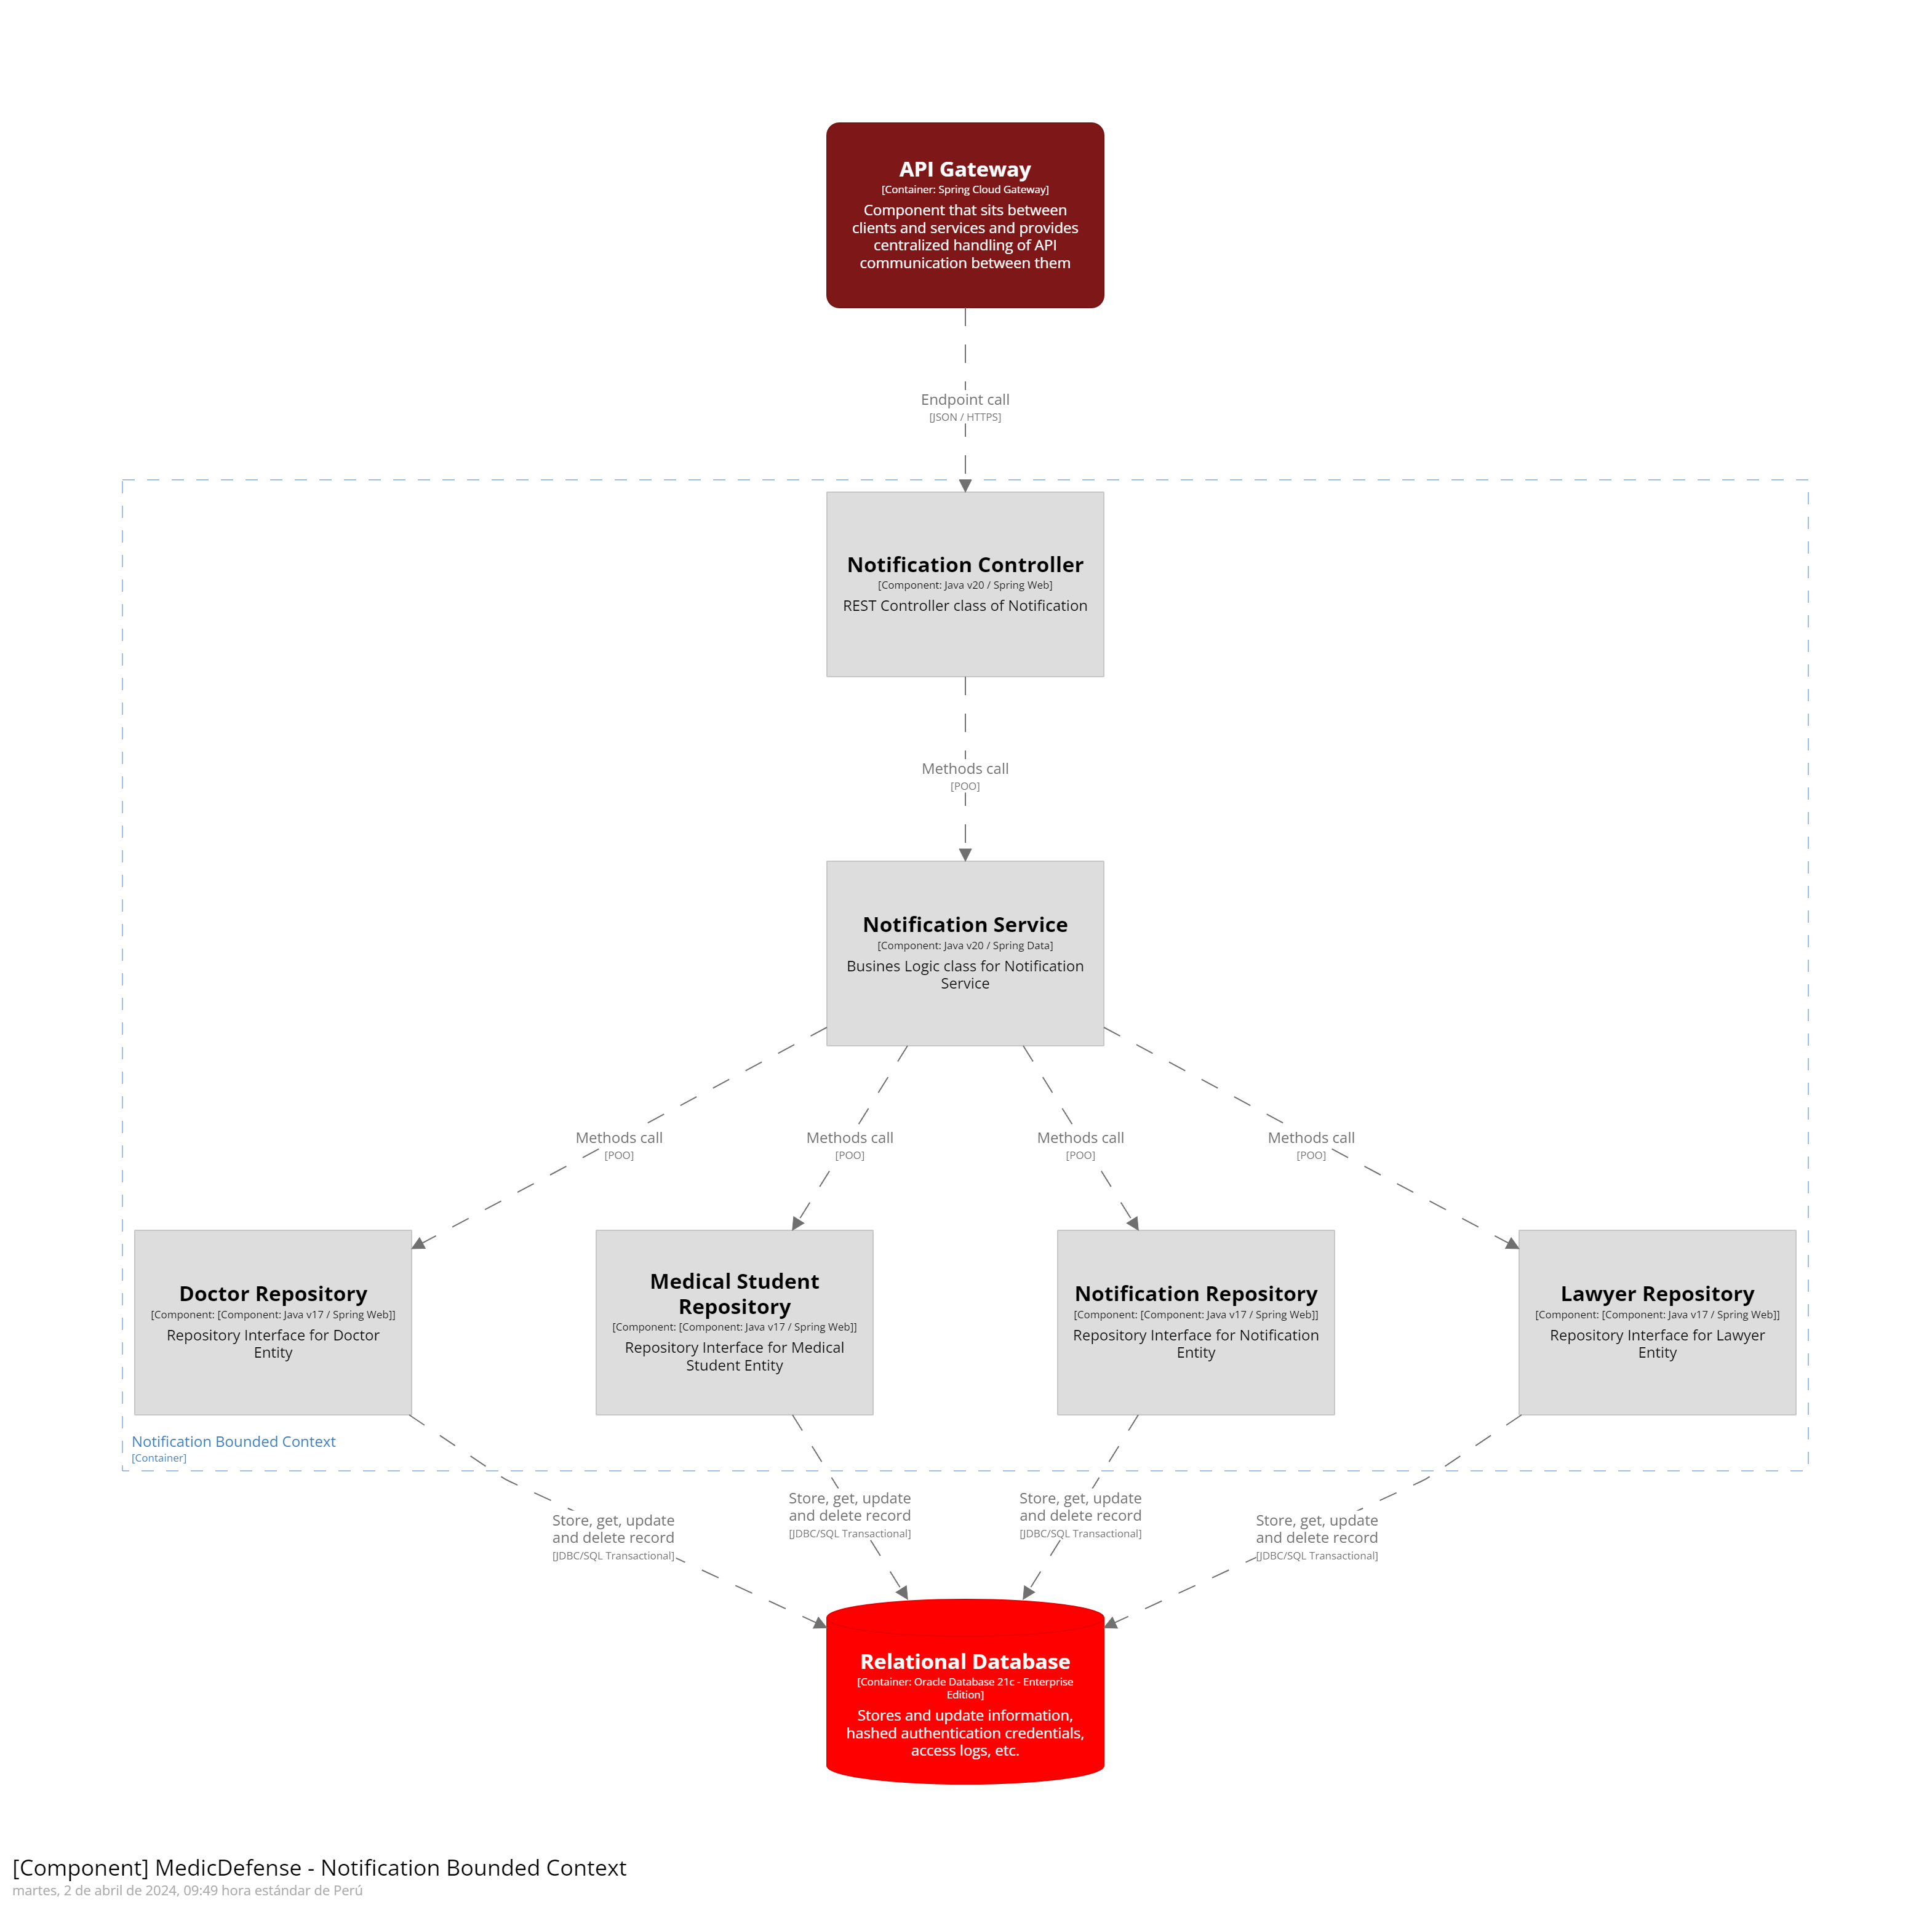 API Gateway
[Container: Spring Cloud Gateway]
Component that sits between
clients and services and provides
centralized handling of API
communication between them
Endpoint call
[JSON / HTTPS]
Notification Controller
[Component: Java v20 / Spring Web]
REST Controller class of Notification
Methods call
[POO]
Notification Service
[Component: Java v20 / Spring Data]
Busines Logic class for Notification
Service
Methods call
[POO]
Methods call
[POO]
Methods call
[POO]
Methods call
[POO]
Doctor Repository
[Component: [Component: Java v17 / Spring Web]]
Repository Interface for Doctor
Entity
Medical Student
Repository
[Component: [Component: Java v17 / Spring Web]]
Repository Interface for Medical
Student Entity
Notification Repository
[Component: [Component: Java v17 / Spring Web]]
Repository Interface for Notification
Entity
Lawyer Repository
[Component: [Component: Java v17 / Spring Web]]
Repository Interface for Lawyer
Entity
Notification Bounded Context
[Container]
Store, get, update
and delete record
[JDBC/SQL Transactional]
Store, get, update
and delete record
[JDBC/SQL Transactional]
Store, get, update
and delete record
[JDBC/SQL Transactional]
Store, get, update
and delete record
[JDBC/SQL Transactional]
Relational Database
[Container: Oracle Database 21c - Enterprise
Edition]
Stores and update information,
hashed authentication credentials,
access logs, etc.
[Component] MedicDefense - Notification Bounded Context
martes, 2 de abril de 2024, 09:49 hora estándar de Perú